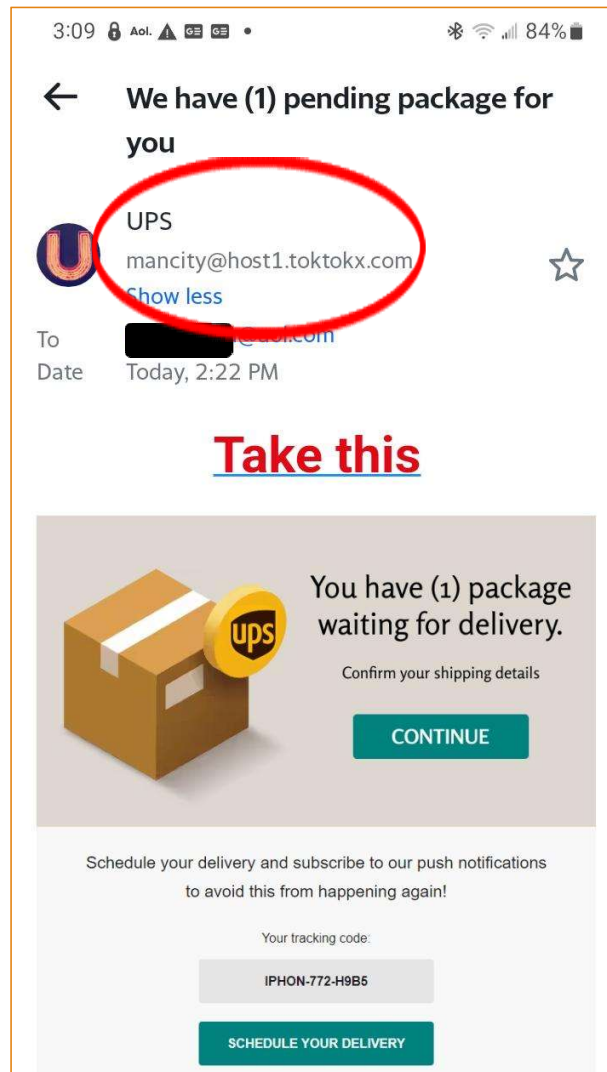 3:09 Aol. GE GE • 84%
We have (1) pending package for
you
UPS
mancity@host1.toktokx.com
Show less
To @aol.com
Date Today, 2:22 PM
Take this
ups
You have (1) package
waiting for delivery.
Confirm your shipping details
CONTINUE
Schedule your delivery and subscribe to our push notifications
to avoid this from happening again!
Your tracking code:
IPHON-772-H9B5
SCHEDULE YOUR DELIVERY